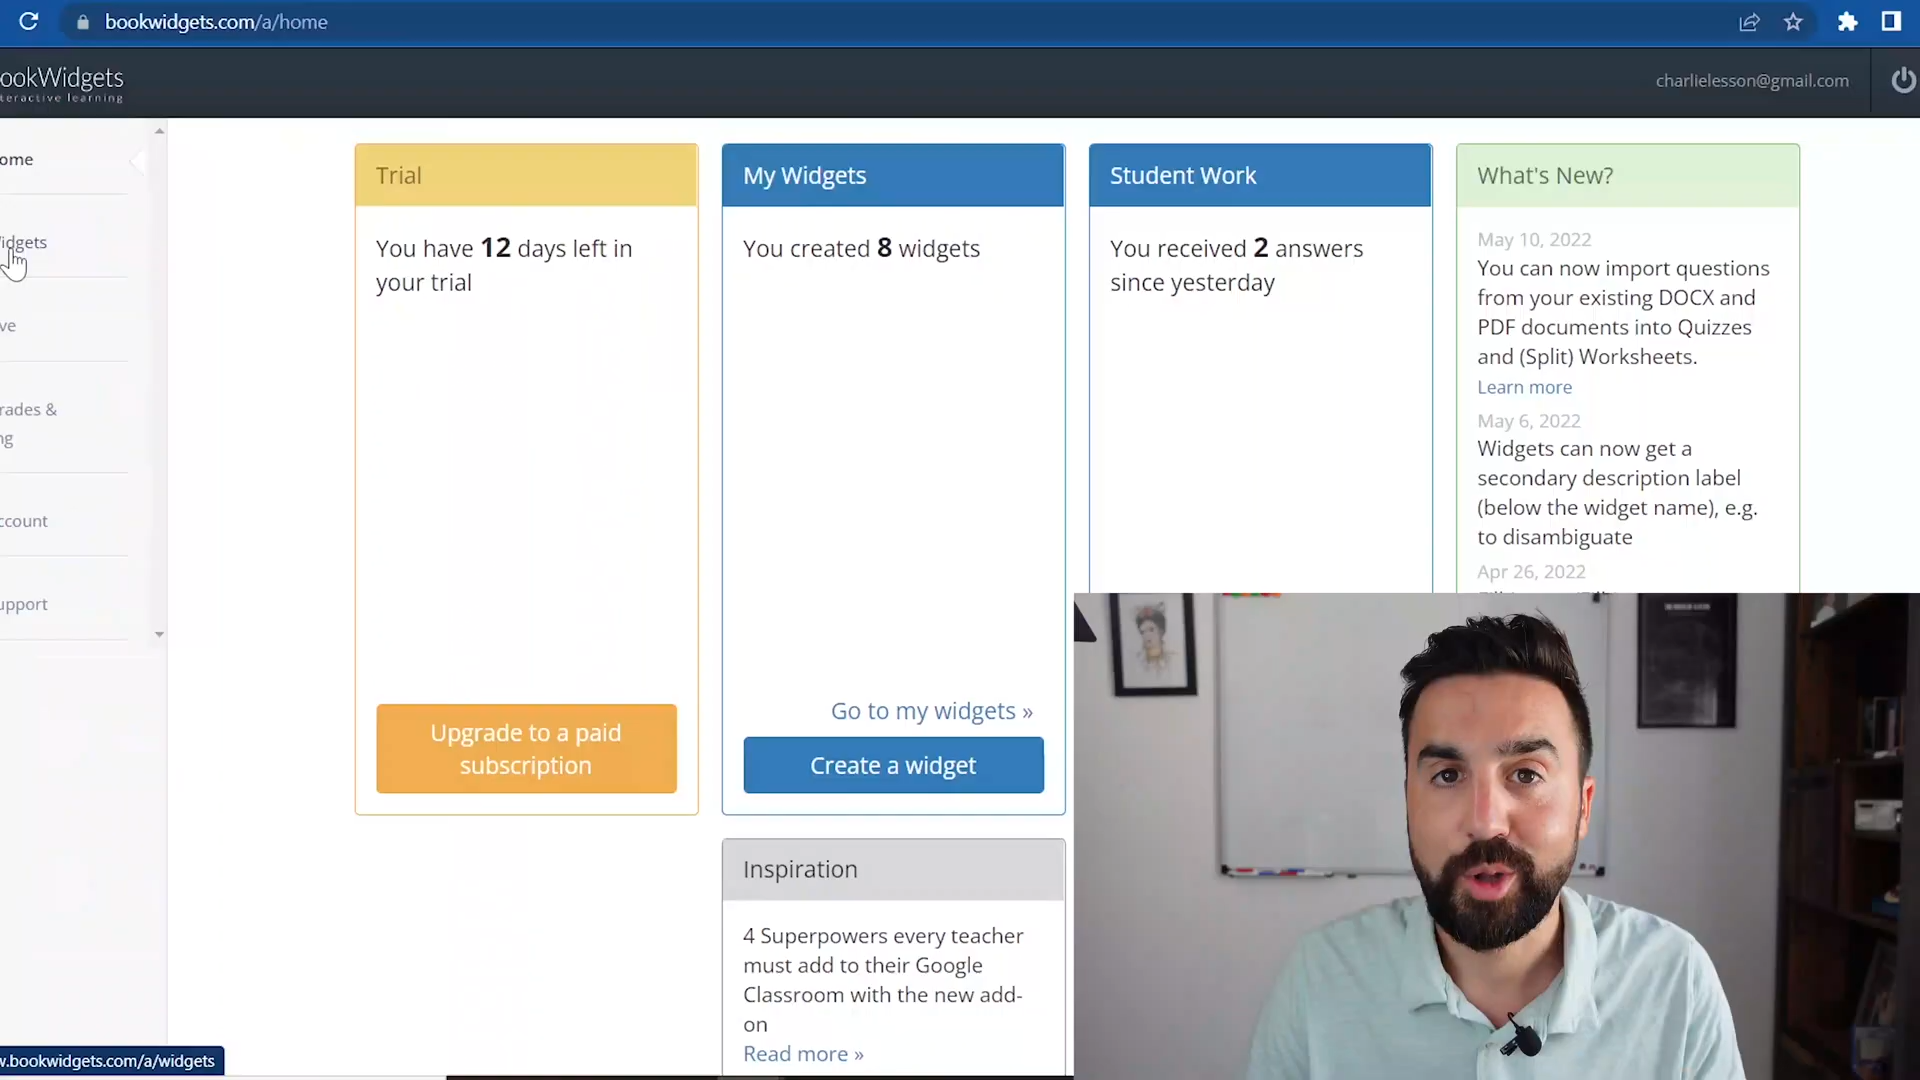 bookwidgets.com/a/home
ookWidgets
teractive learning
charlielesson@gmail.com
ome
idgets
ve
rades &
ng
ccount
upport
Trial
You have 12 days left in
your trial
Upgrade to a paid
subscription
My Widgets
You created 8 widgets
Go to my widgets »
Create a widget
Student Work
You received 2 answers
since yesterday
What's New?
May 10, 2022
You can now import questions
from your existing DOCX and
PDF documents into Quizzes
and (Split) Worksheets.
Learn more
May 6, 2022
Widgets can now get a
secondary description label
(below the widget name), e.g.
to disambiguate
Apr 26, 2022
Inspiration
4 Superpowers every teacher
must add to their Google
Classroom with the new add-
on
Read more »
w.bookwidgets.com/a/widgets